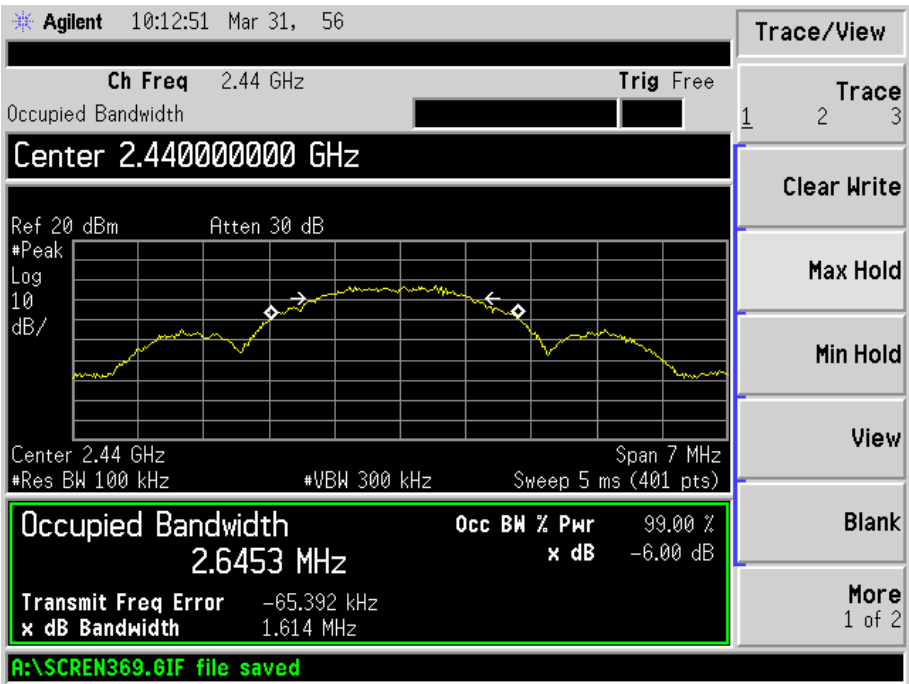 Agilent 10:12:51 Mar 31, 56
Ch Freq 2.44 GHz Trig Free
Occupied Bandwidth
Center 2.440000000 GHz
Ref 20 dBm Atten 30 dB
#Peak
Log
10
dB/
Center 2.44 GHz Span 7 MHz
#Res BW 100 kHz #VBW 300 kHz Sweep 5 ms (401 pts)
Occupied Bandwidth Occ BW % Pwr 99.00 %
2.6453 MHz x dB -6.00 dB
Transmit Freq Error -65.392 kHz
x dB Bandwidth 1.614 MHz
A:\SCREN369.GIF file saved
Trace/View
Trace
1 2 3
Clear Write
Max Hold
Min Hold
View
Blank
More
1 of 2